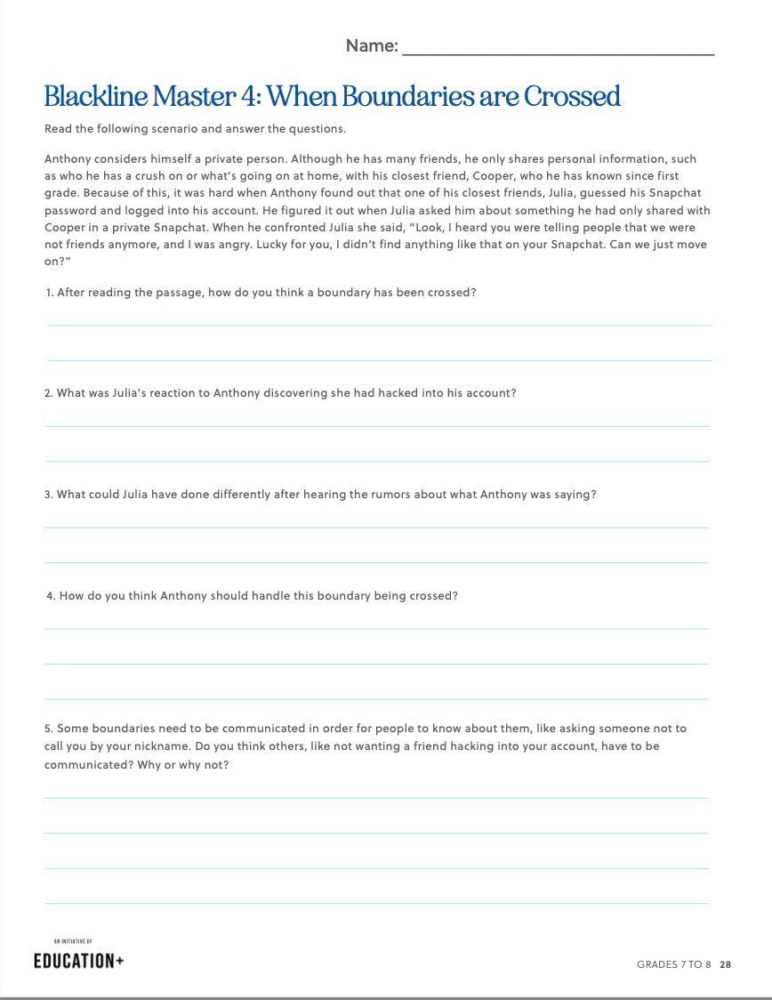 Name:
Blackline Master 4: When Boundaries are Crossed
Read the following scenario and answer the questions.
Anthony considers himself a private person. Although he has many friends, he only shares personal information, such
as who he has a crush on or what’s going on at home, with his closest friend, Cooper, who he has known since first
grade. Because of this, it was hard when Anthony found out that one of his closest friends, Julia, guessed his Snapchat
password and logged into his account. He figured it out when Julia asked him about something he had only shared with
Cooper in a private Snapchat. When he confronted Julia she said, “Look, I heard you were telling people that we were
not friends anymore, and I was angry. Lucky for you, I didn’t find anything like that on your Snapchat. Can we just move
on?”
1. After reading the passage, how do you think a boundary has been crossed?
2. What was Julia’s reaction to Anthony discovering she had hacked into his account?
3. What could Julia have done differently after hearing the rumors about what Anthony was saying?
4. How do you think Anthony should handle this boundary being crossed?
5. Some boundaries need to be communicated in order for people to know about them, like asking someone not to
call you by your nickname. Do you think others, like not wanting a friend hacking into your account, have to be
communicated? Why or why not?
AN INITIATIVE OF
EDUCATION+
GRADES 7 TO 8 28